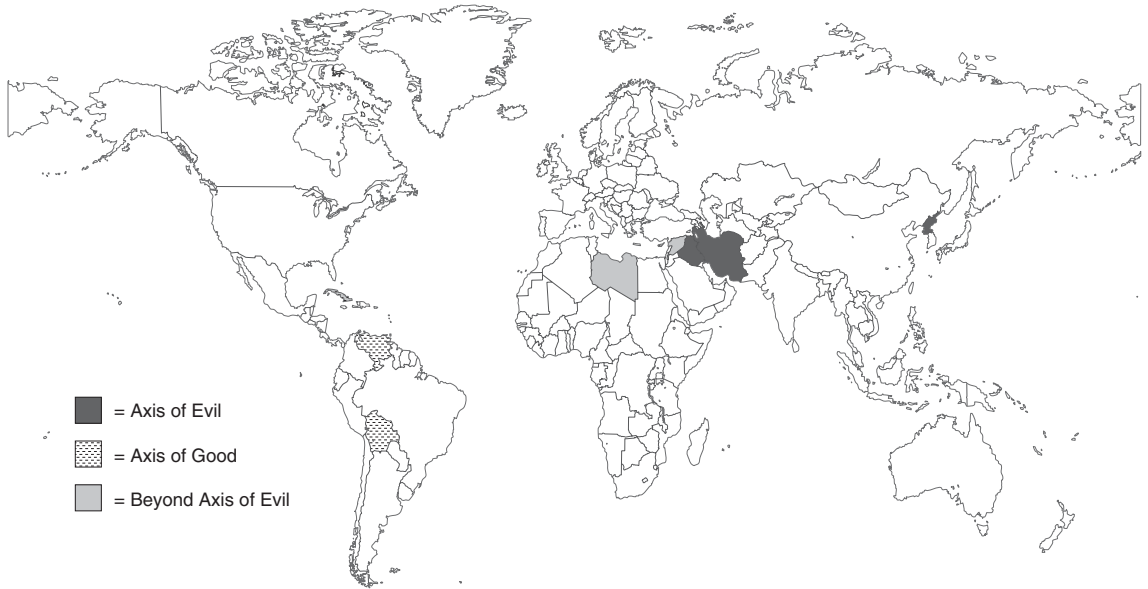 = Axis of Evil
= Axis of Good
= Beyond Axis of Evil